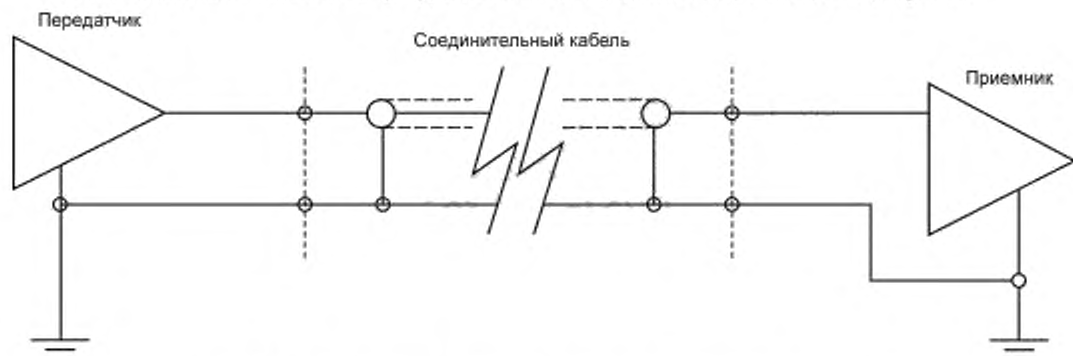 Передатчик
Соединительный кабель
Приемник